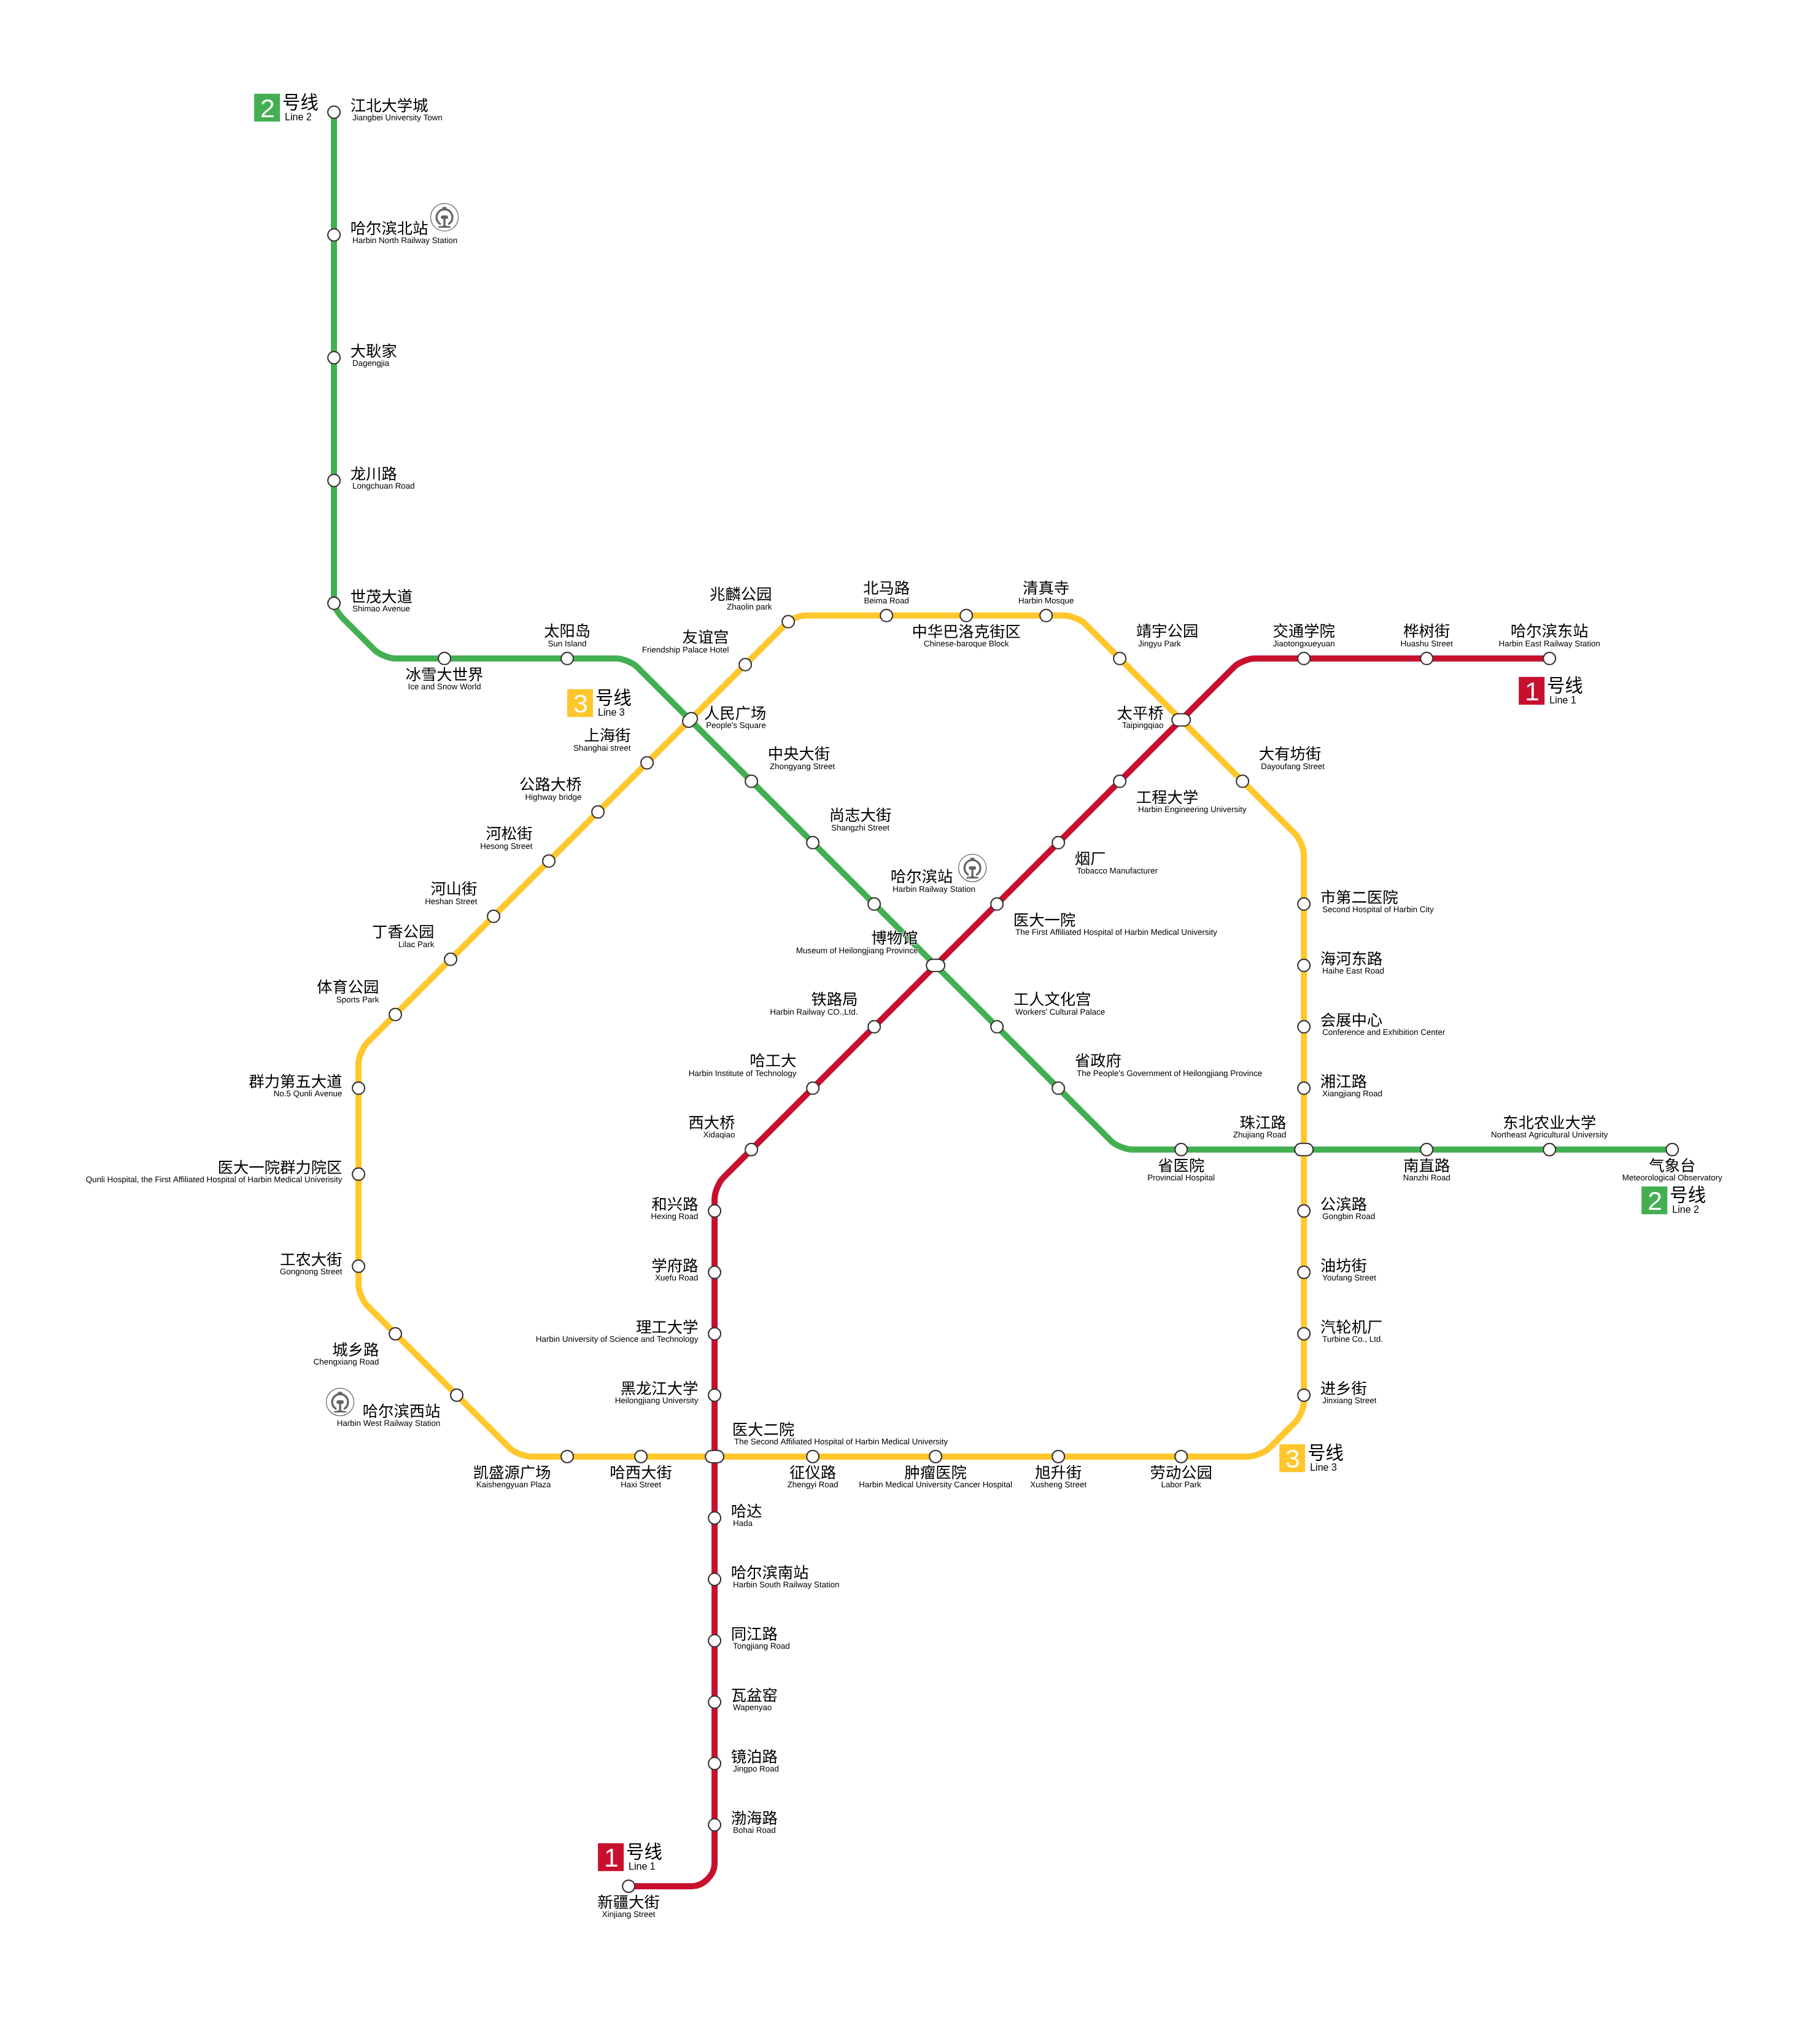 2
号线
Line 2
江北大学城
Jiangbei University Town
哈尔滨北站
Harbin North Railway Station
大耿家
Dagengjia
龙川路
Longchuan Road
世茂大道
Shimao Avenue
冰雪大世界
Ice and Snow World
太阳岛
Sun Island
兆麟公园
Zhaolin park
北马路
Beima Road
中华巴洛克街区
Chinese-baroque Block
清真寺
Harbin Mosque
靖宇公园
Jingyu Park
交通学院
Jiaotongxueyuan
桦树街
Huashu Street
哈尔滨东站
Harbin East Railway Station
1
号线
Line 1
友谊宫
Friendship Palace Hotel
3
号线
Line 3
人民广场
People's Square
太平桥
Taipingqiao
上海街
Shanghai street
中央大街
Zhongyang Street
大有坊街
Dayoufang Street
公路大桥
Highway bridge
工程大学
Harbin Engineering University
尚志大街
Shangzhi Street
河松街
Hesong Street
烟厂
Tobacco Manufacturer
哈尔滨站
Harbin Railway Station
河山街
Heshan Street
市第二医院
Second Hospital of Harbin City
医大一院
The First Affiliated Hospital of Harbin Medical University
丁香公园
Lilac Park
博物馆
Museum of Heilongjiang Province
海河东路
Haihe East Road
体育公园
Sports Park
铁路局
Harbin Railway CO.,Ltd.
工人文化宫
Workers' Cultural Palace
会展中心
Conference and Exhibition Center
哈工大
Harbin Institute of Technology
省政府
The People's Government of Heilongjiang Province
群力第五大道
No.5 Qunli Avenue
湘江路
Xiangjiang Road
西大桥
Xidaqiao
珠江路
Zhujiang Road
东北农业大学
Northeast Agricultural University
医大一院群力院区
Qunli Hospital, the First Affiliated Hospital of Harbin Medical Univerisity
省医院
Provincial Hospital
南直路
Nanzhi Road
气象台
Meteorological Observatory
2
号线
Line 2
和兴路
Hexing Road
公滨路
Gongbin Road
工农大街
Gongnong Street
学府路
Xuefu Road
油坊街
Youfang Street
理工大学
Harbin University of Science and Technology
汽轮机厂
Turbine Co., Ltd.
城乡路
Chengxiang Road
黑龙江大学
Heilongjiang University
进乡街
Jinxiang Street
哈尔滨西站
Harbin West Railway Station
医大二院
The Second Affiliated Hospital of Harbin Medical University
3
号线
Line 3
凯盛源广场
Kaishengyuan Plaza
哈西大街
Haxi Street
征仪路
Zhengyi Road
肿瘤医院
Harbin Medical University Cancer Hospital
旭升街
Xusheng Street
劳动公园
Labor Park
哈达
Hada
哈尔滨南站
Harbin South Railway Station
同江路
Tongjiang Road
瓦盆窑
Wapenyao
镜泊路
Jingpo Road
渤海路
Bohai Road
1
号线
Line 1
新疆大街
Xinjiang Street